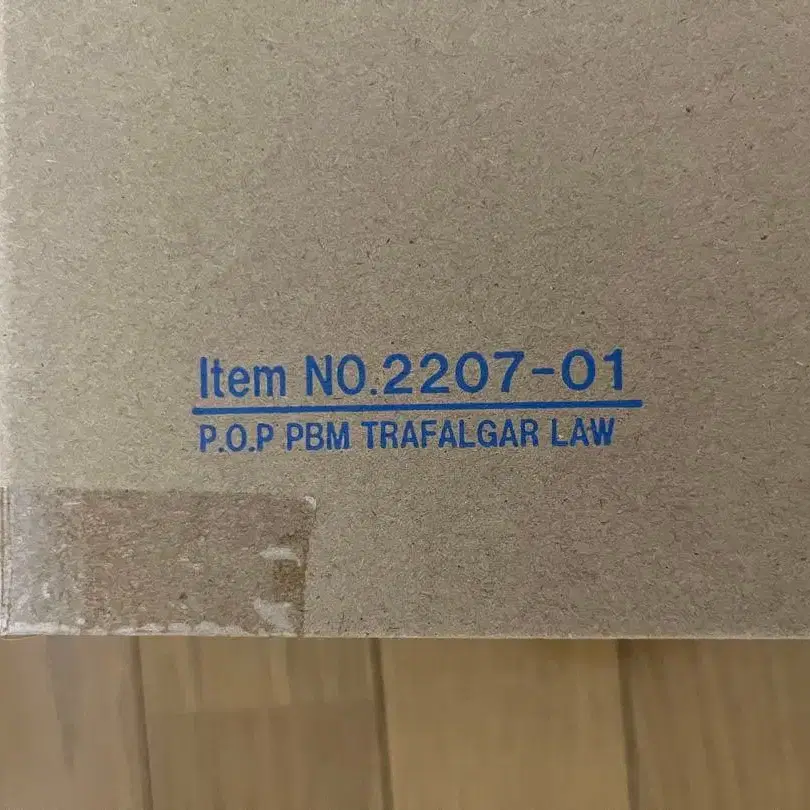 Item NO.2207-01
P.O.P PBM TRAFALGAR LAW